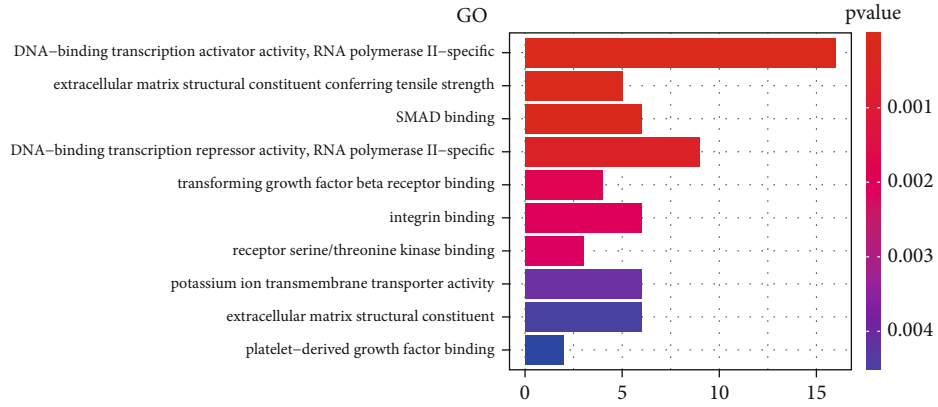 GO
pvalue
DNA−binding transcription activator activity, RNA polymerase II−specific
extracellular matrix structural constituent conferring tensile strength
SMAD binding
DNA−binding transcription repressor activity, RNA polymerase II−specific
transforming growth factor beta receptor binding
integrin binding
receptor serine/threonine kinase binding
potassium ion transmembrane transporter activity
extracellular matrix structural constituent
platelet−derived growth factor binding
0.001
0.002
0.003
0.004
0 5 10 15